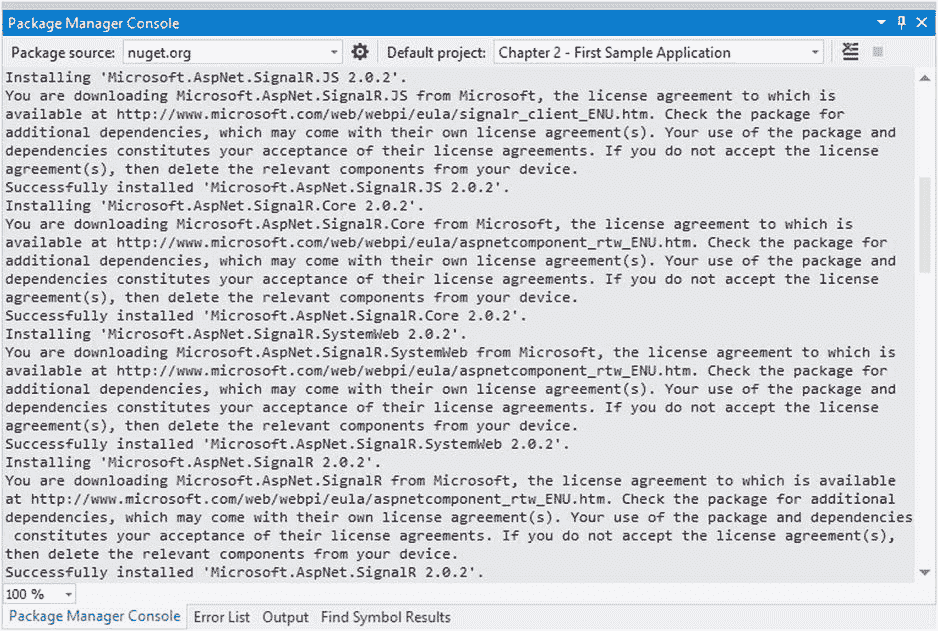 Package Manager Console
Package source: nuget.org Default project: Chapter 2 - First Sample Application
Installing 'Microsoft.AspNet.SignalR.JS 2.0.2'.
You are downloading Microsoft.AspNet.SignalR.JS from Microsoft, the license agreement to which is
available at http://www.microsoft.com/web/webpi/eula/signalr_client_ENU.htm. Check the package for
additional dependencies, which may come with their own license agreement(s). Your use of the package and
dependencies constitutes your acceptance of their license agreements. If you do not accept the license
agreement(s), then delete the relevant components from your device.
Successfully installed 'Microsoft.AspNet.SignalR.JS 2.0.2'.
Installing 'Microsoft.AspNet.SignalR.Core 2.0.2'.
You are downloading Microsoft.AspNet.SignalR.Core from Microsoft, the license agreement to which is
available at http://www.microsoft.com/web/webpi/eula/aspnetcomponent_rtw_ENU.htm. Check the package for
additional dependencies, which may come with their own license agreement(s). Your use of the package and
dependencies constitutes your acceptance of their license agreements. If you do not accept the license
agreement(s), then delete the relevant components from your device.
Successfully installed 'Microsoft.AspNet.SignalR.Core 2.0.2'.
Installing 'Microsoft.AspNet.SignalR.SystemWeb 2.0.2'.
You are downloading Microsoft.AspNet.SignalR.SystemWeb from Microsoft, the license agreement to which is
available at http://www.microsoft.com/web/webpi/eula/aspnetcomponent_rtw_ENU.htm. Check the package for
additional dependencies, which may come with their own license agreement(s). Your use of the package and
dependencies constitutes your acceptance of their license agreements. If you do not accept the license
agreement(s), then delete the relevant components from your device.
Successfully installed 'Microsoft.AspNet.SignalR.SystemWeb 2.0.2'.
Installing 'Microsoft.AspNet.SignalR 2.0.2'.
You are downloading Microsoft.AspNet.SignalR from Microsoft, the license agreement to which is available
at http://www.microsoft.com/web/webpi/eula/aspnetcomponent_rtw_ENU.htm. Check the package for additional
dependencies, which may come with their own license agreement(s). Your use of the package and dependencies
constitutes your acceptance of their license agreements. If you do not accept the license agreement(s),
then delete the relevant components from your device.
Successfully installed 'Microsoft.AspNet.SignalR 2.0.2'.
100 %
Package Manager Console Error List Output Find Symbol Results